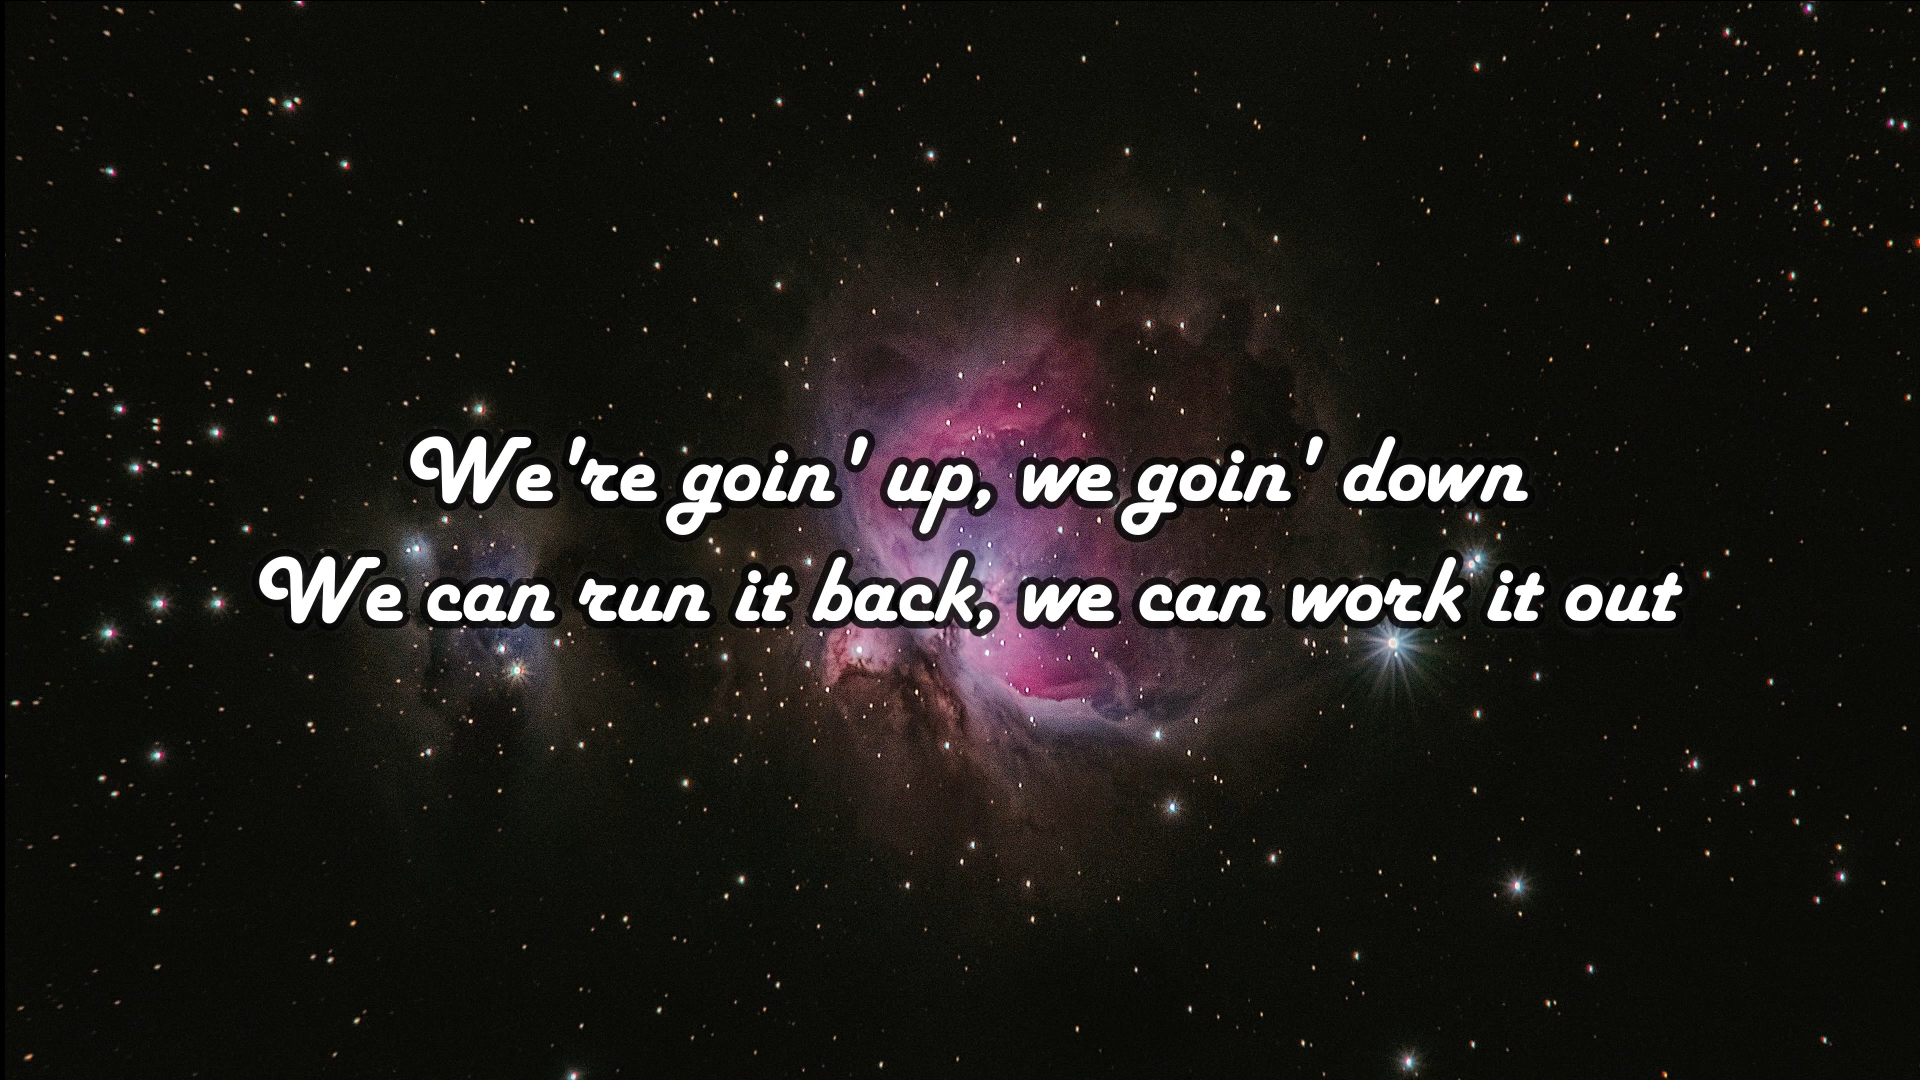 We're goin' up, we goin' down
We can run it back, we can work it out